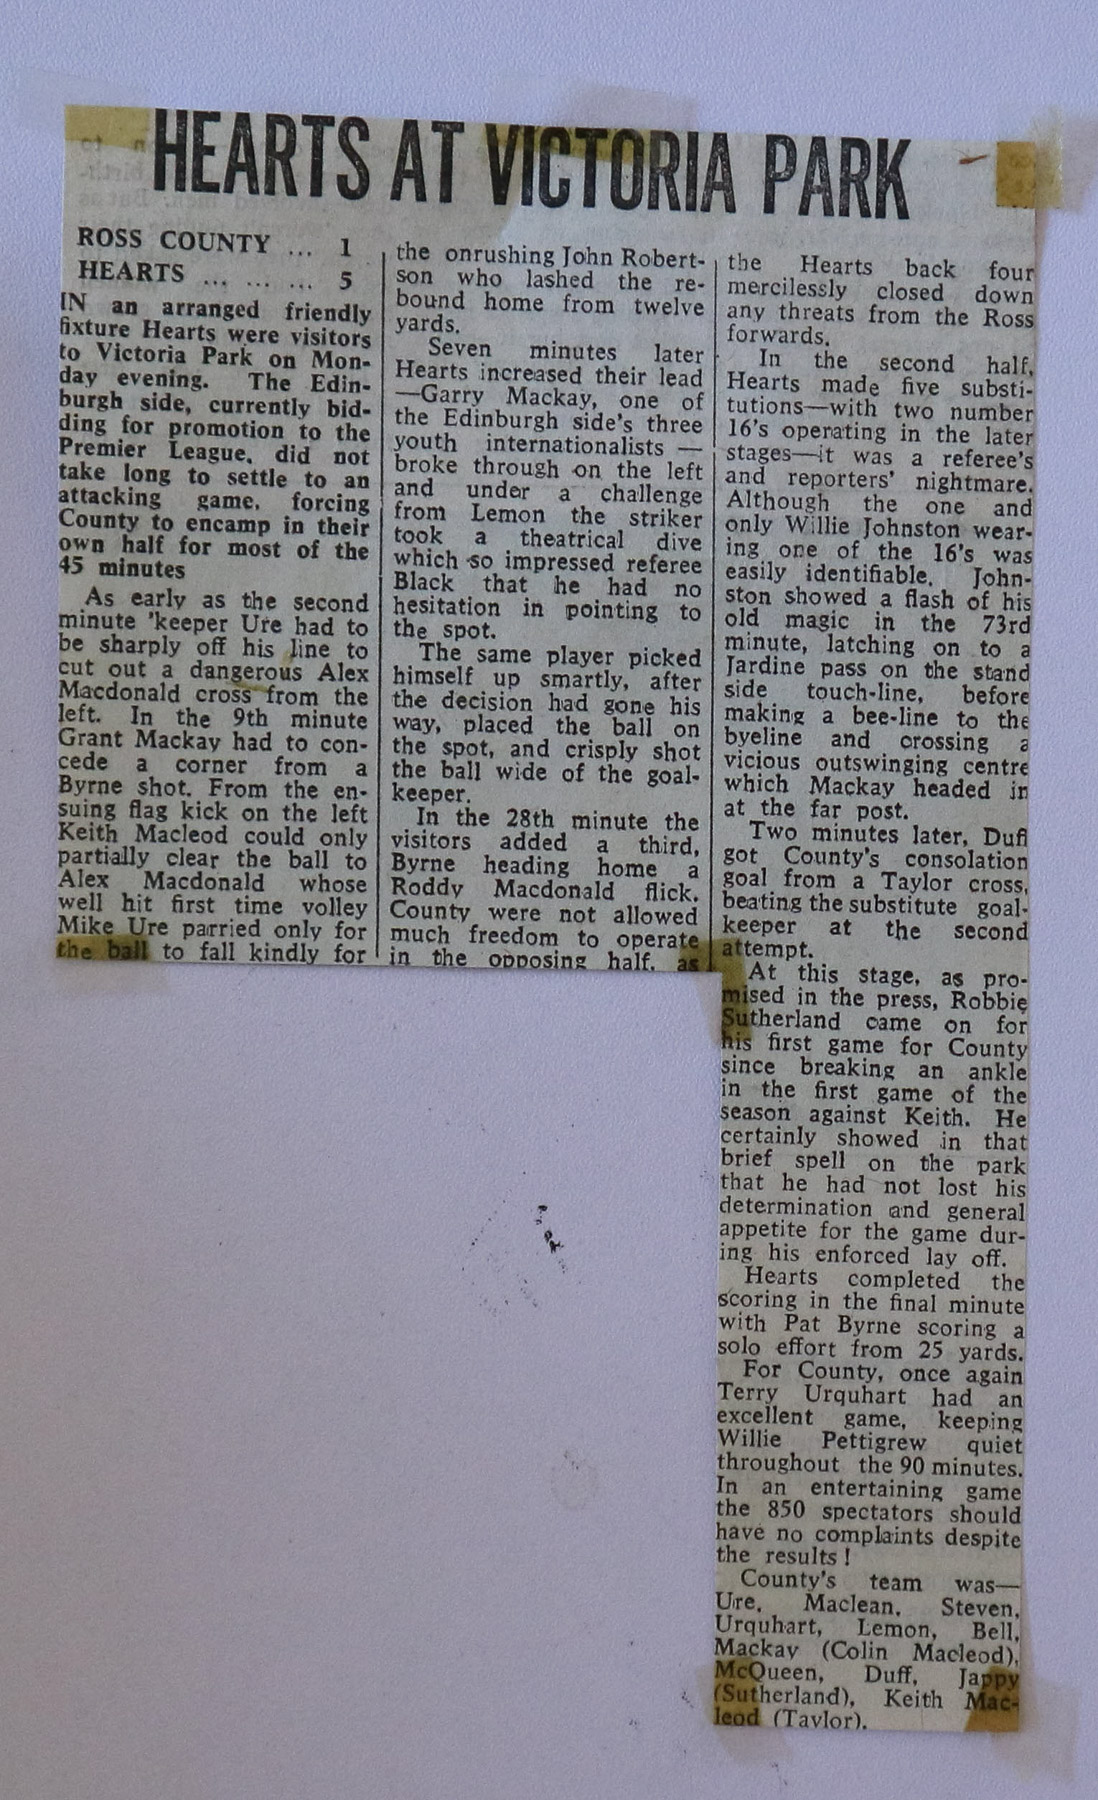 HEARTS AT VICTORIA PARK
ROSS COUNTY ... 1
HEARTS ... ... ... 5
IN an arranged friendly
fixture Hearts were visitors
to Victoria Park on Mon-
day evening. The Edin-
burgh side, currently bid-
ding for promotion to the
Premier League, did not
take long to settle to an
attacking game, forcing
County to encamp in their
own half for most of the
45 minutes
As early as the second
minute 'keeper Ure had to
be sharply off his line to
cut out a dangerous Alex
Macdonald cross from the
left. In the 9th minute
Grant Mackay had to con-
cede a corner from a
Byrne shot. From the en-
suing flag kick on the left
Keith Macleod could only
partially clear the ball to
Alex Macdonald whose
well hit first time volley
Mike Ure parried only for
the ball to fall kindly for
the onrushing John Robert-
son who lashed the re-
bound home from twelve
yards.
Seven minutes later
Hearts increased their lead
—Garry Mackay, one of
the Edinburgh side's three
youth internationalists —
broke through on the left
and under a challenge
from Lemon the striker
took a theatrical dive
which so impressed referee
Black that he had no
hesitation in pointing to
the spot.
The same player picked
himself up smartly, after
the decision had gone his
way, placed the ball on
the spot, and crisply shot
the ball wide of the goal-
keeper.
In the 28th minute the
visitors added a third,
Byrne heading home a
Roddy Macdonald flick.
County were not allowed
much freedom to operate
in the opposing half, as
the Hearts back four
mercilessly closed down
any threats from the Ross
forwards.
In the second half,
Hearts made five substi-
tutions—with two number
16's operating in the later
stages—it was a referee's
and reporters' nightmare.
Although the one and
only Willie Johnston wear-
ing one of the 16's was
easily identifiable. John-
ston showed a flash of his
old magic in the 73rd
minute, latching on to a
Jardine pass on the stand
side touch-line, before
making a bee-line to the
byeline and crossing a
vicious outswinging centre
which Mackay headed in
at the far post.
Two minutes later, Duff
got County's consolation
goal from a Taylor cross,
beating the substitute goal-
keeper at the second
attempt.
At this stage, as pro-
mised in the press, Robbie
Sutherland came on for
his first game for County
since breaking an ankle
in the first game of the
season against Keith. He
certainly showed in that
brief spell on the park
that he had not lost his
determination and general
appetite for the game dur-
ing his enforced lay off.
Hearts completed the
scoring in the final minute
with Pat Byrne scoring a
solo effort from 25 yards.
For County, once again
Terry Urquhart had an
excellent game, keeping
Willie Pettigrew quiet
throughout the 90 minutes.
In an entertaining game
the 850 spectators should
have no complaints despite
the results !
County's team was—
Ure, Maclean, Steven,
Urquhart, Lemon, Bell,
Mackay (Colin Macleod),
McQueen, Duff, Jappy
(Sutherland), Keith Mac-
leod (Taylor).